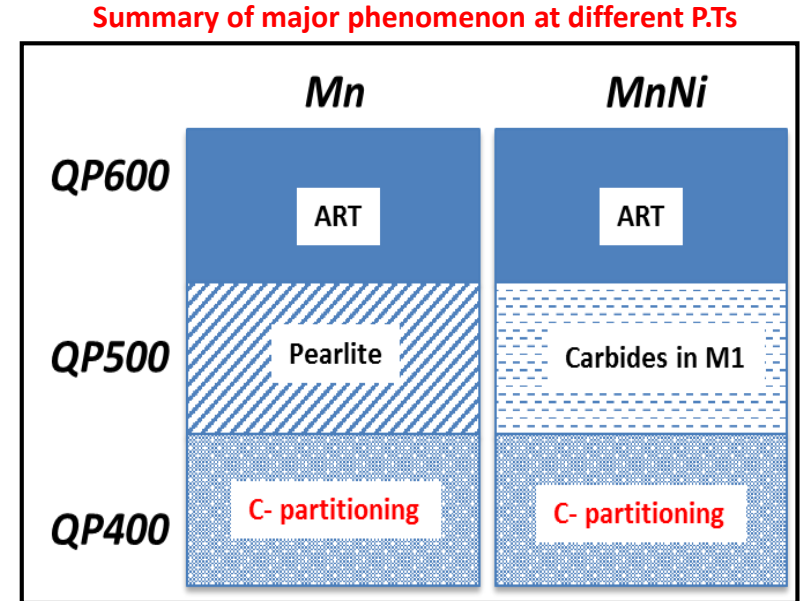 Summary of major phenomenon at different P.Ts
Mn MnNi
QP600 ART ART
QP500 Pearlite Carbides in M1
QP400 C- partitioning C- partitioning